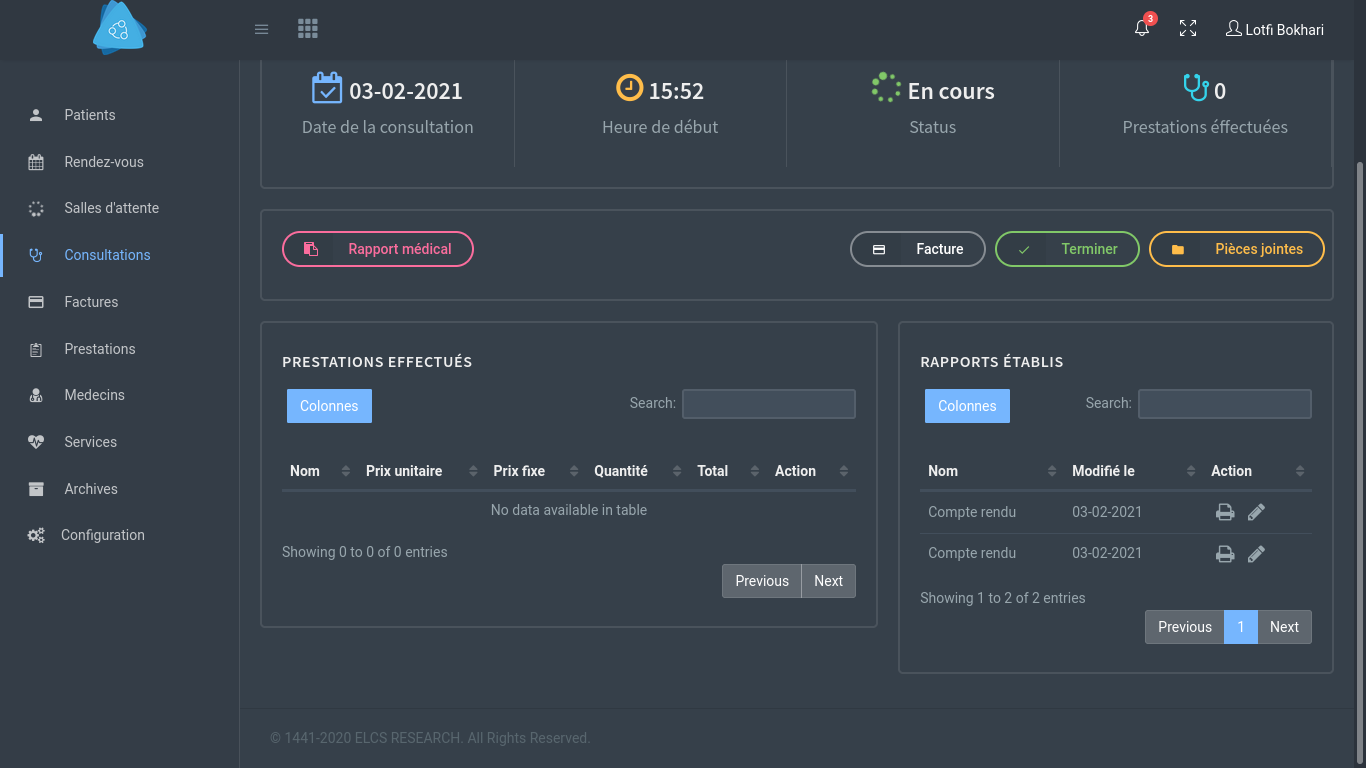 3
Lotfi Bokhari
Patients
Rendez-vous
Salles d'attente
Consultations
Factures
Prestations
Medecins
Services
Archives
Configuration
03-02-2021
Date de la consultation
15:52
Heure de début
En cours
Status
0
Prestations éffectuées
Rapport médical
Facture
Terminer
Pièces jointes
PRESTATIONS EFFECTUÉS
Colonnes
Search:
Nom Prix unitaire Prix fixe Quantité Total Action
No data available in table
Showing 0 to 0 of 0 entries
Previous Next
RAPPORTS ÉTABLIS
Colonnes
Search:
Nom Modifié le Action
Compte rendu 03-02-2021
Compte rendu 03-02-2021
Showing 1 to 2 of 2 entries
Previous 1 Next
© 1441-2020 ELCS RESEARCH. All Rights Reserved.